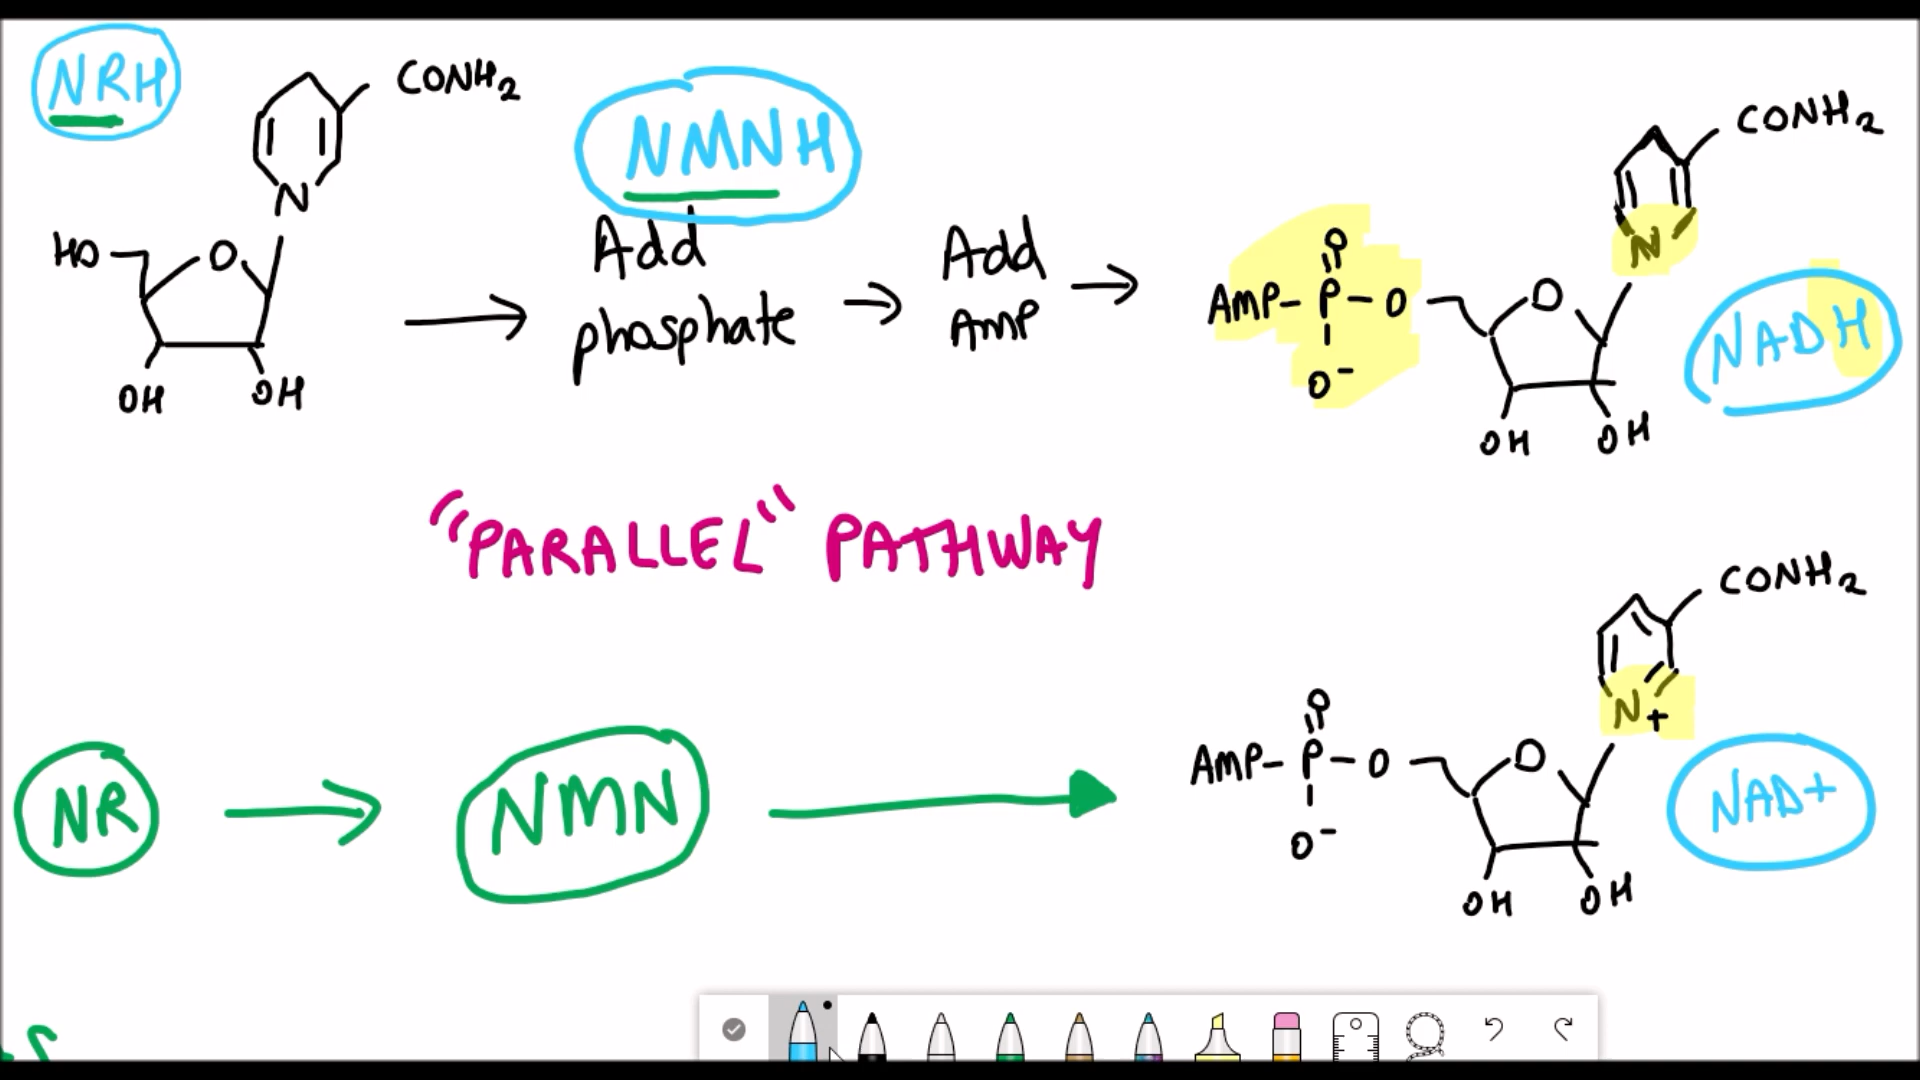 NRH
CONH2
N
HO
O
OH
OH
NMNH
Add
phosphate
Add
AMP
CONH2
N
O
AMP-P-O
O-
O
OH
OH
NADH
"PARALLEL" PATHWAY
NR
NMN
CONH2
N+
O
AMP-P-O
O-
O
OH
OH
NAD+